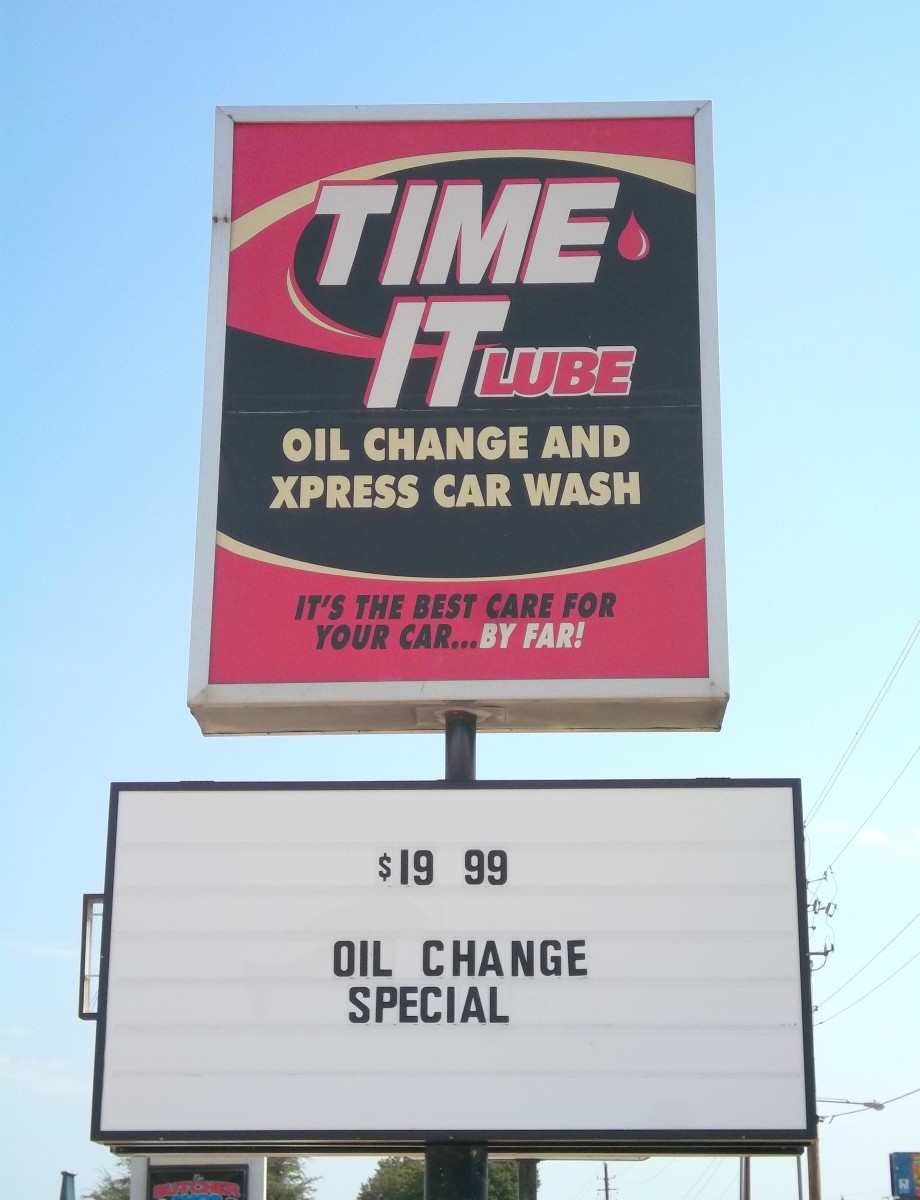 TIME
IT LUBE
OIL CHANGE AND
XPRESS CAR WASH
IT'S THE BEST CARE FOR
YOUR CAR...BY FAR!
$19 99
OIL CHANGE
SPECIAL
BUTCHER